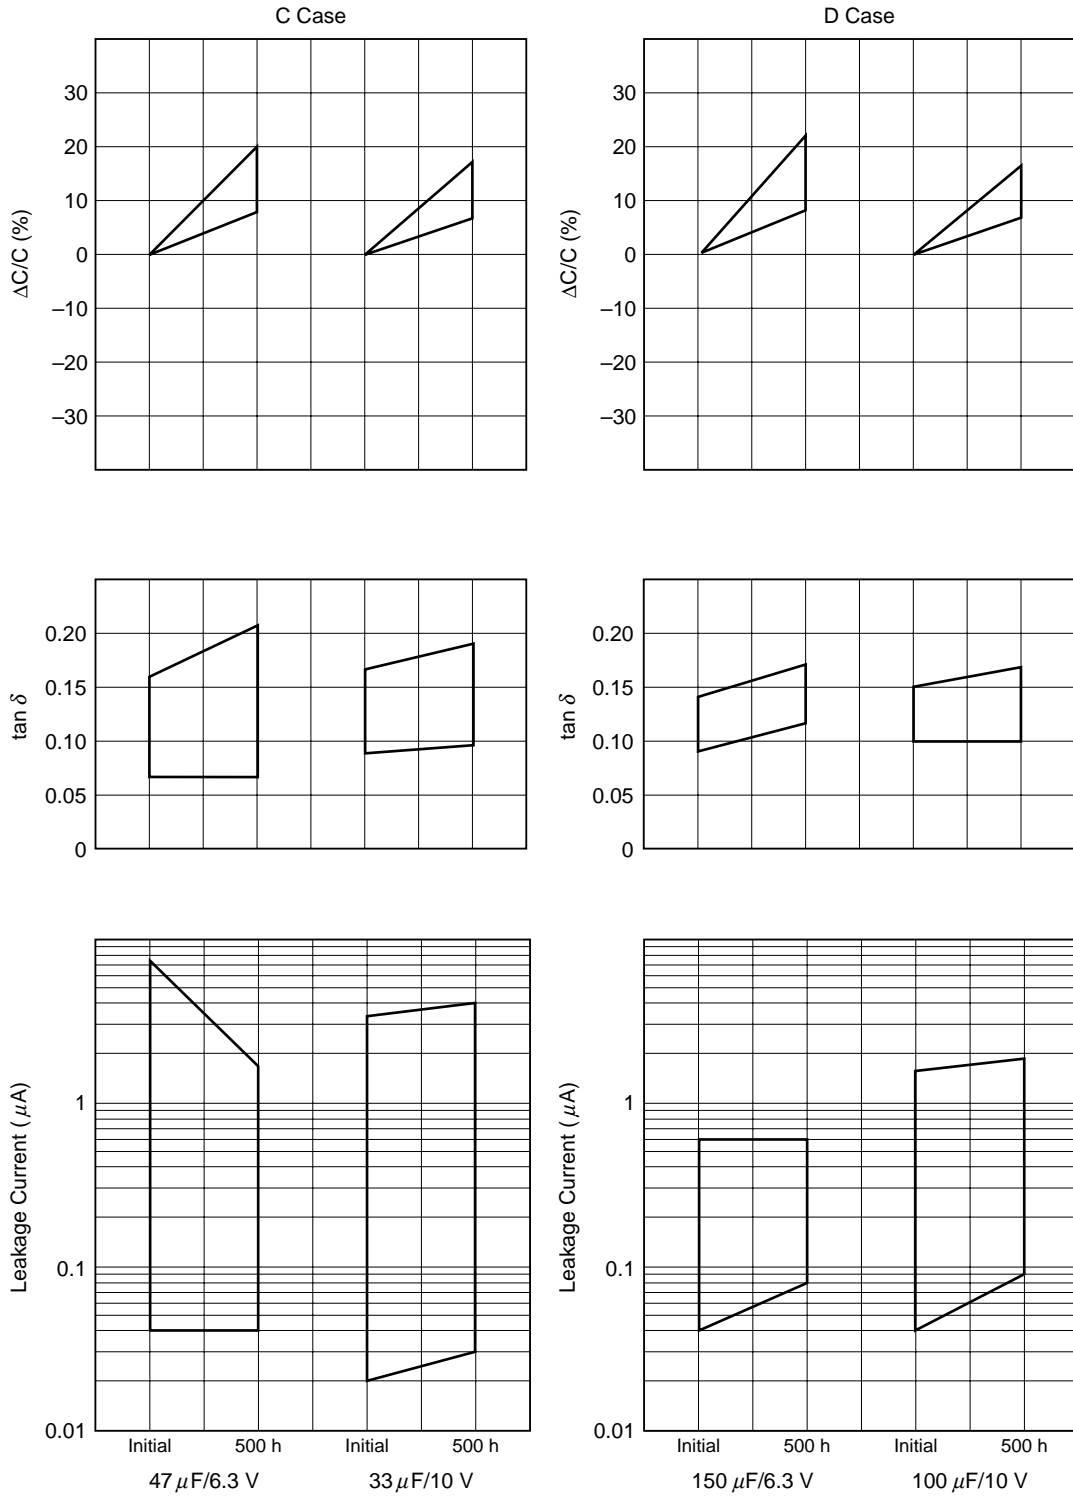 C Case
D Case
ΔC/C (%)
30
20
10
0
–10
–20
–30
ΔC/C (%)
30
20
10
0
–10
–20
–30
tan δ
0.20
0.15
0.10
0.05
0
tan δ
0.20
0.15
0.10
0.05
0
Leakage Current (μA)
1
0.1
0.01
Initial 500 h Initial 500 h
47 μF/6.3 V 33 μF/10 V
Leakage Current (μA)
1
0.1
0.01
Initial 500 h Initial 500 h
150 μF/6.3 V 100 μF/10 V